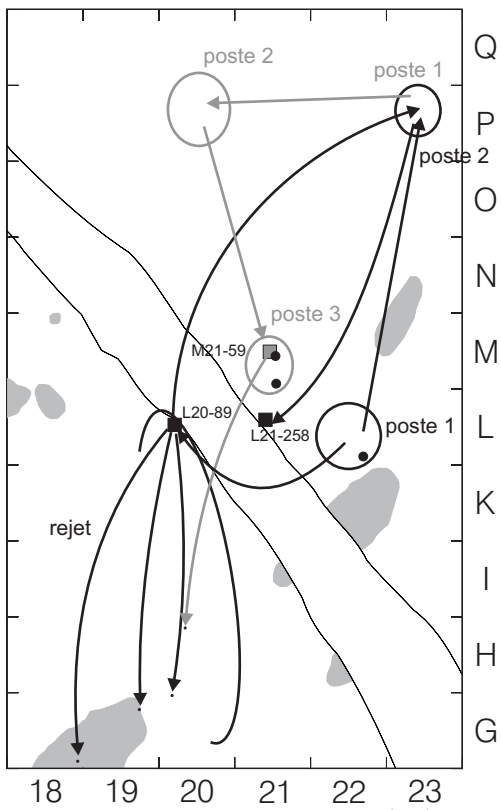 Q
poste 2
poste 1
P
poste 2
O
N
poste 3
M21-59
M
L20-89
L21-258
poste 1
L
K
rejet
I
H
G
18 19 20 21 22 23